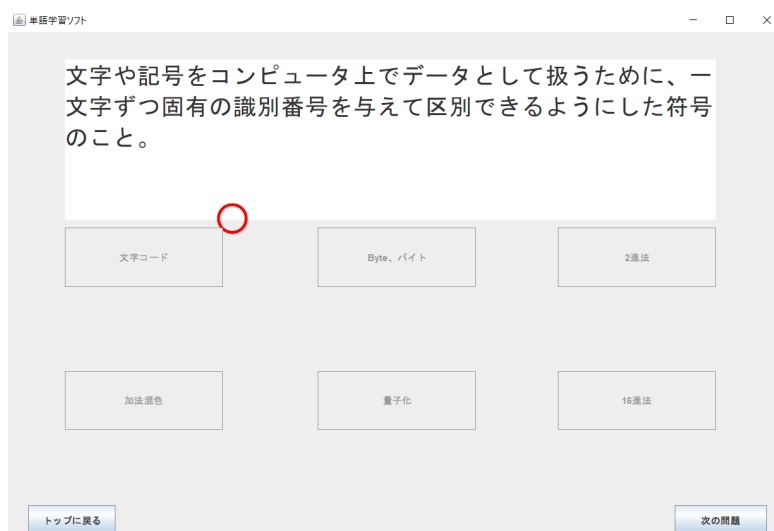 単語学習ソフト
文字や記号をコンピュータ上でデータとして扱うために、一
文字ずつ固有の識別番号を与えて区別できるようにした符号
のこと。
文字コード
Byte、バイト
2進法
加法混色
量子化
16進法
トップに戻る
次の問題